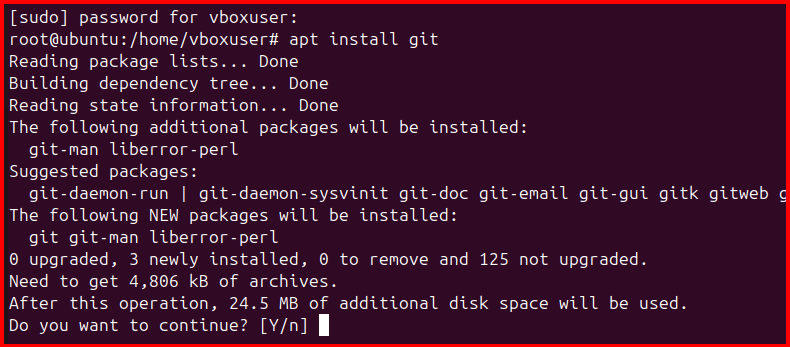 [sudo] password for vboxuser:
root@ubuntu:/home/vboxuser# apt install git
Reading package lists... Done
Building dependency tree... Done
Reading state information... Done
The following additional packages will be installed:
  git-man liberror-perl
Suggested packages:
  git-daemon-run | git-daemon-sysvinit git-doc git-email git-gui gitk gitweb g
The following NEW packages will be installed:
  git git-man liberror-perl
0 upgraded, 3 newly installed, 0 to remove and 125 not upgraded.
Need to get 4,806 kB of archives.
After this operation, 24.5 MB of additional disk space will be used.
Do you want to continue? [Y/n]